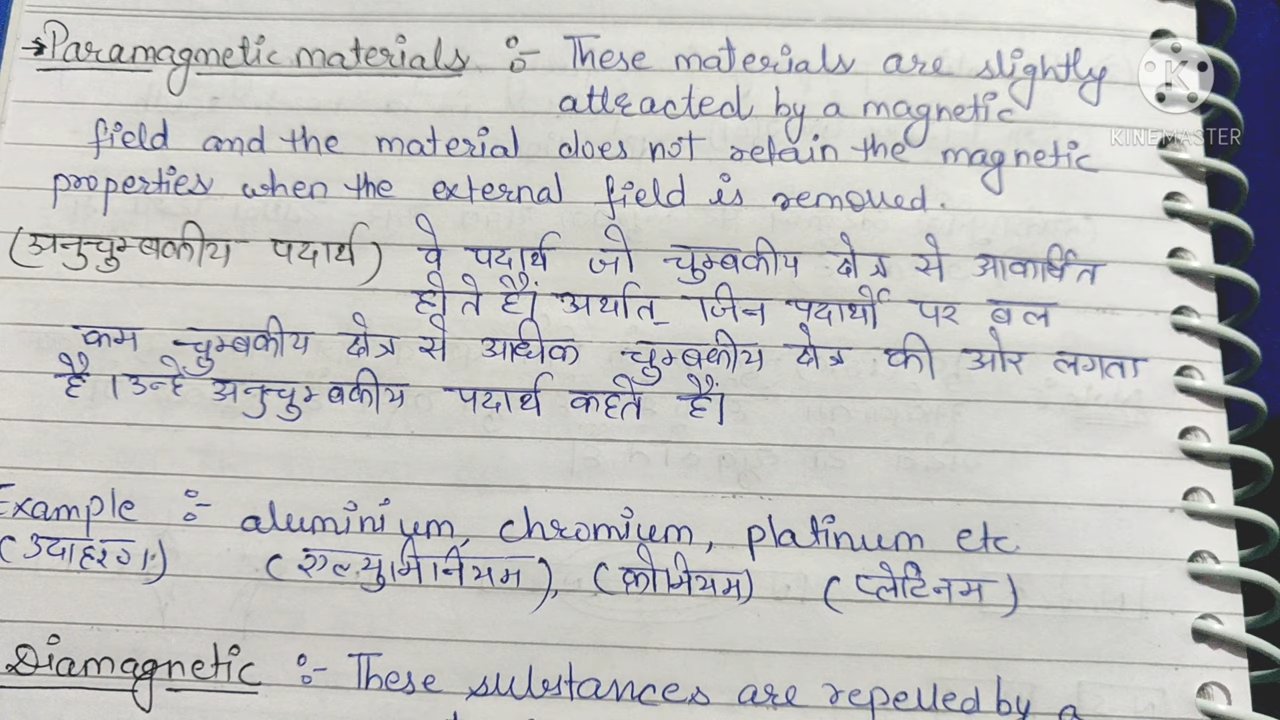 →Paramagnetic materials :- These materials are slightly
attracted by a magnetic
field and the material does not retain the magnetic
properties when the external field is removed.
(अनुचुम्बकीय पदार्थ) वे पदार्थ जो चुम्बकीय क्षेत्र से आकर्षित
होते हैं। अर्थात् जिन पदार्थों पर बल
कम चुम्बकीय क्षेत्र से अधिक चुम्बकीय क्षेत्र की ओर लगता
है। उन्हे अनुचुम्बकीय पदार्थ कहते हैं।
Example :- aluminium, chromium, platinum etc
(उदाहरण:) (एल्युमिनियम), (क्रोमियम) (प्लेटिनम)
Diamagnetic :- These substances are repelled by a
KINEMASTER